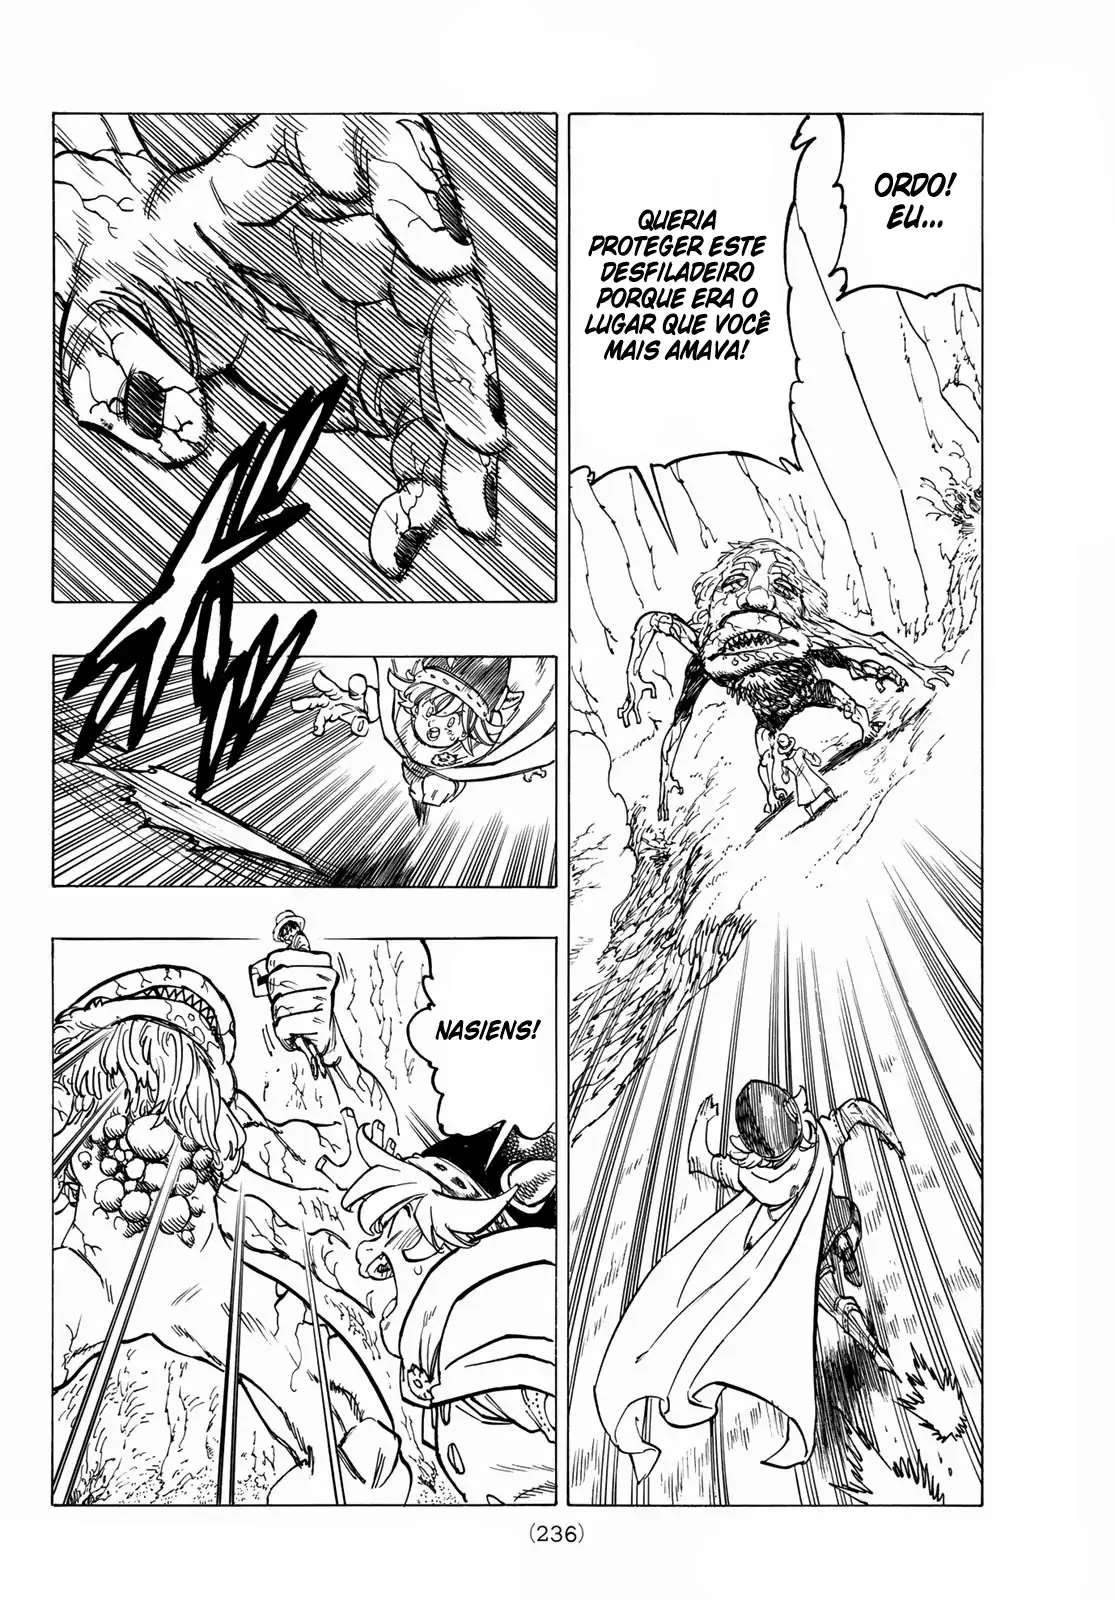 ORDO!
EU...
QUERIA
PROTEGER ESTE
DESFILADEIRO
PORQUE ERA O
LUGAR QUE VOCÊ
MAIS AMAVA!
NASIENS!
(236)